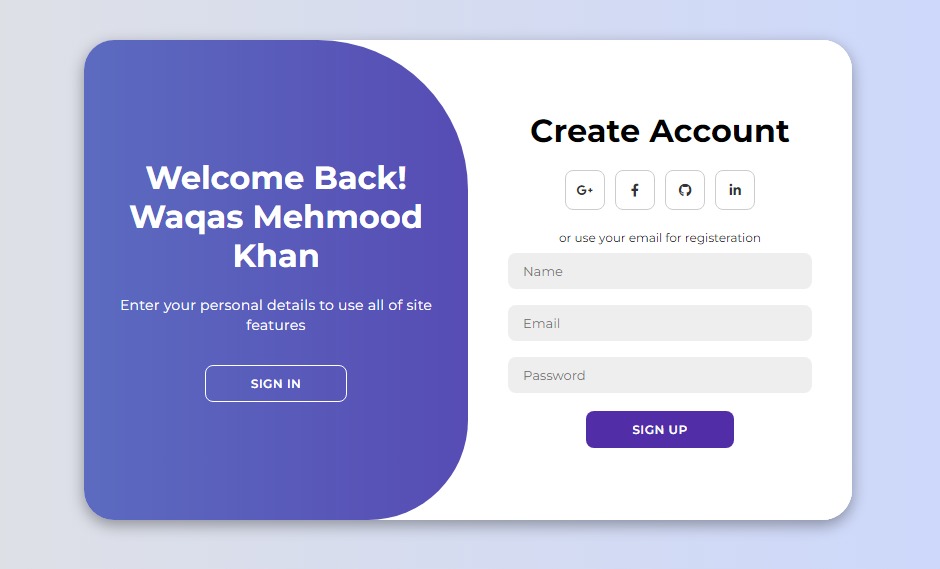 Welcome Back!
Waqas Mehmood
Khan
Enter your personal details to use all of site
features
SIGN IN
Create Account
G+
f
in
or use your email for registeration
Name
Email
Password
SIGN UP